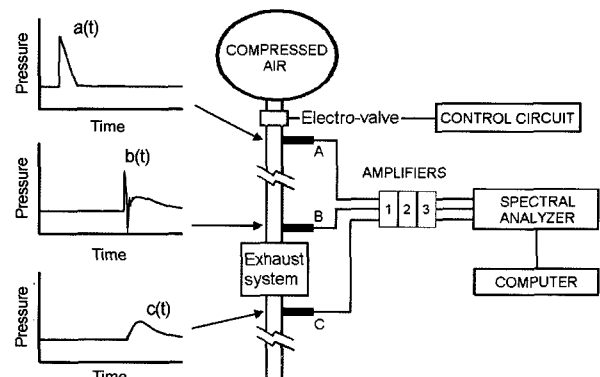 Pressure
a(t)
Time
COMPRESSED
AIR
Electro-valve
CONTROL CIRCUIT
A
AMPLIFIERS
Pressure
b(t)
Time
B
1 2 3
SPECTRAL
ANALYZER
Exhaust
system
COMPUTER
Pressure
c(t)
Time
C